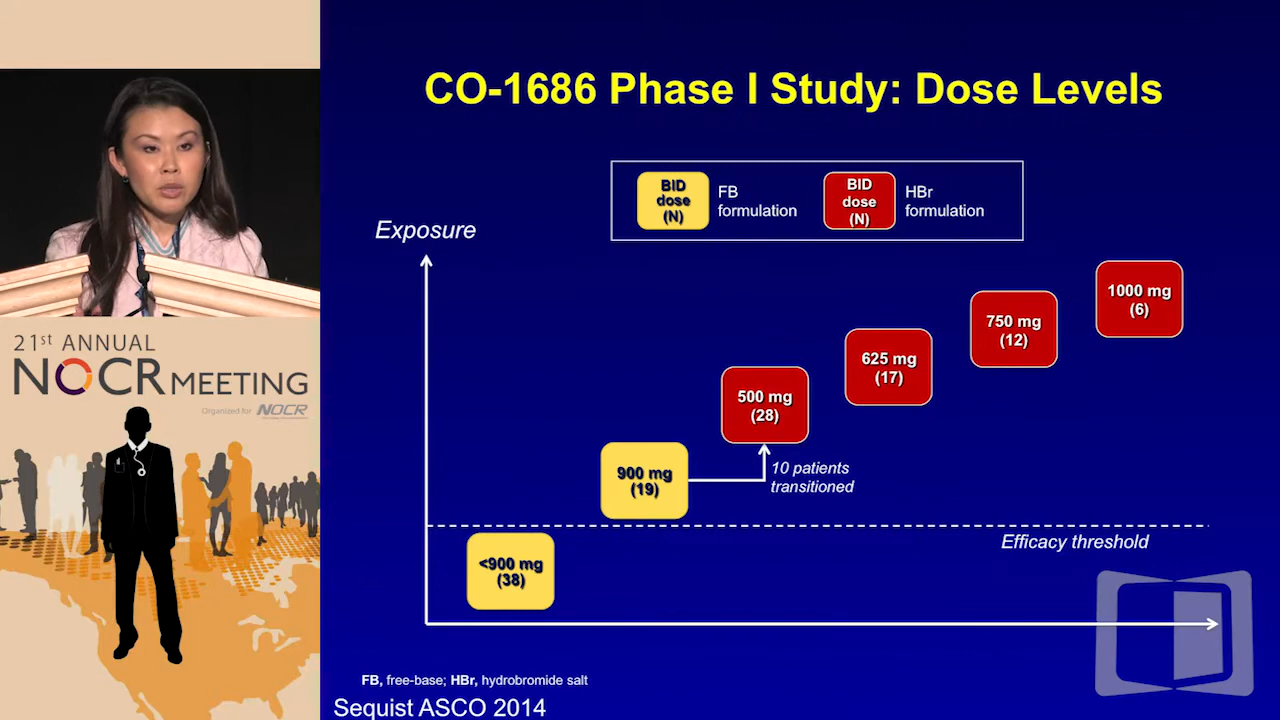 CO-1686 Phase I Study: Dose Levels
BID
dose
(N)
FB
formulation
BID
dose
(N)
HBr
formulation
Exposure
1000 mg
(6)
750 mg
(12)
625 mg
(17)
500 mg
(28)
900 mg
(19)
10 patients
transitioned
Efficacy threshold
<900 mg
(38)
FB, free-base; HBr, hydrobromide salt
Sequist ASCO 2014
21st ANNUAL
NOCR MEETING
Organized for NOCR